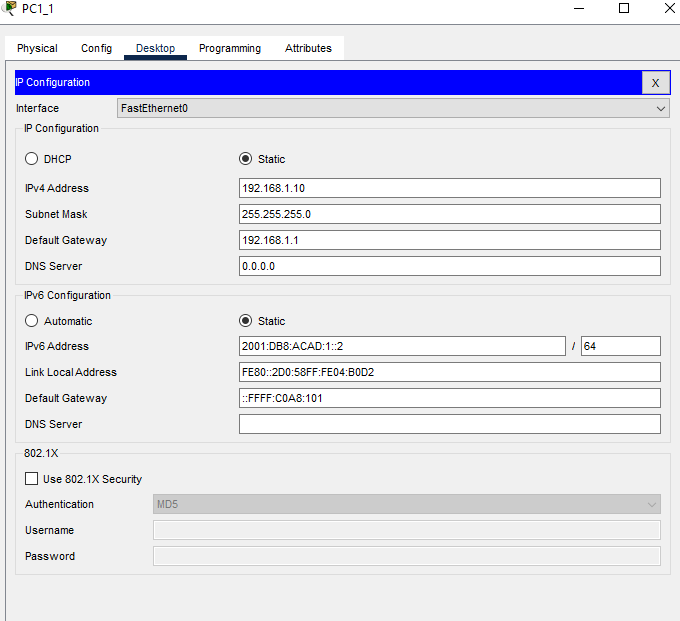 PC1_1
Physical Config Desktop Programming Attributes
IP Configuration X
Interface FastEthernet0
IP Configuration
DHCP Static
IPv4 Address 192.168.1.10
Subnet Mask 255.255.255.0
Default Gateway 192.168.1.1
DNS Server 0.0.0.0
IPv6 Configuration
Automatic Static
IPv6 Address 2001:DB8:ACAD:1::2 / 64
Link Local Address FE80::2D0:58FF:FE04:B0D2
Default Gateway ::FFFF:C0A8:101
DNS Server
802.1X
Use 802.1X Security
Authentication MD5
Username
Password